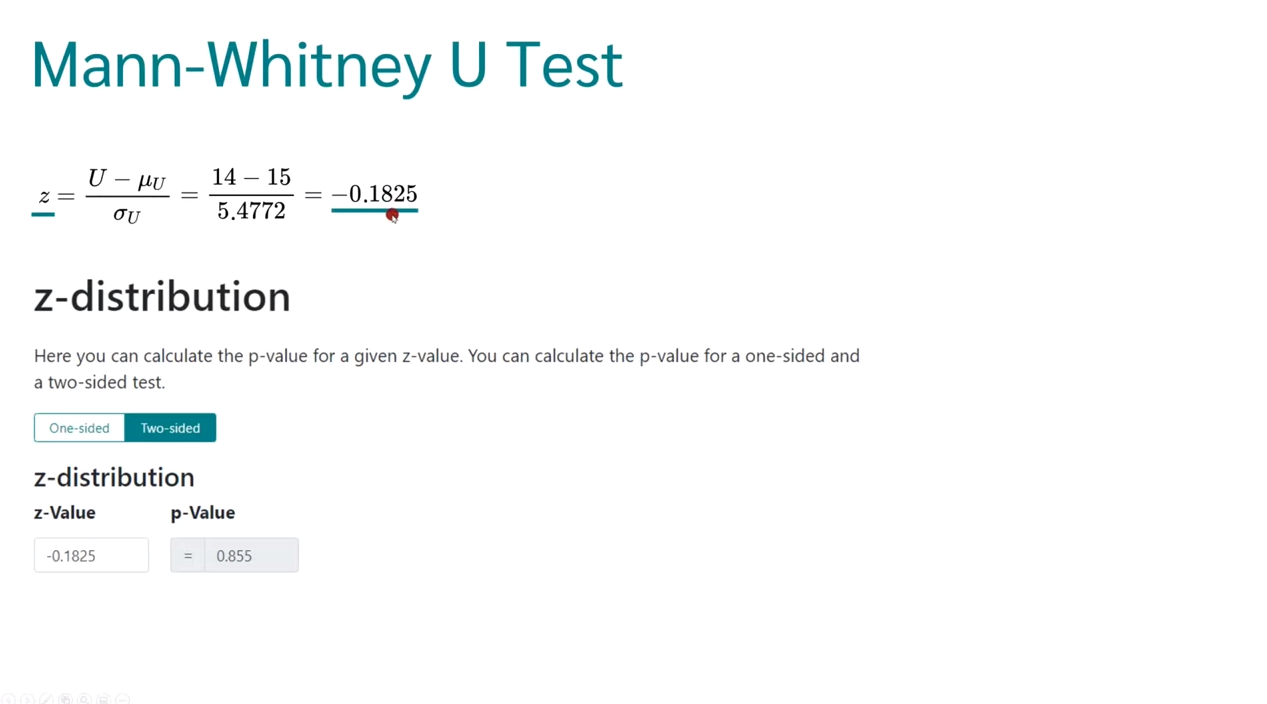 Mann-Whitney U Test
z = \frac{U - μ_U}{σ_U} = \frac{14 - 15}{5.4772} = -0.1825
z-distribution
Here you can calculate the p-value for a given z-value. You can calculate the p-value for a one-sided and
a two-sided test.
One-sided Two-sided
z-distribution
z-Value p-Value
-0.1825 = 0.855